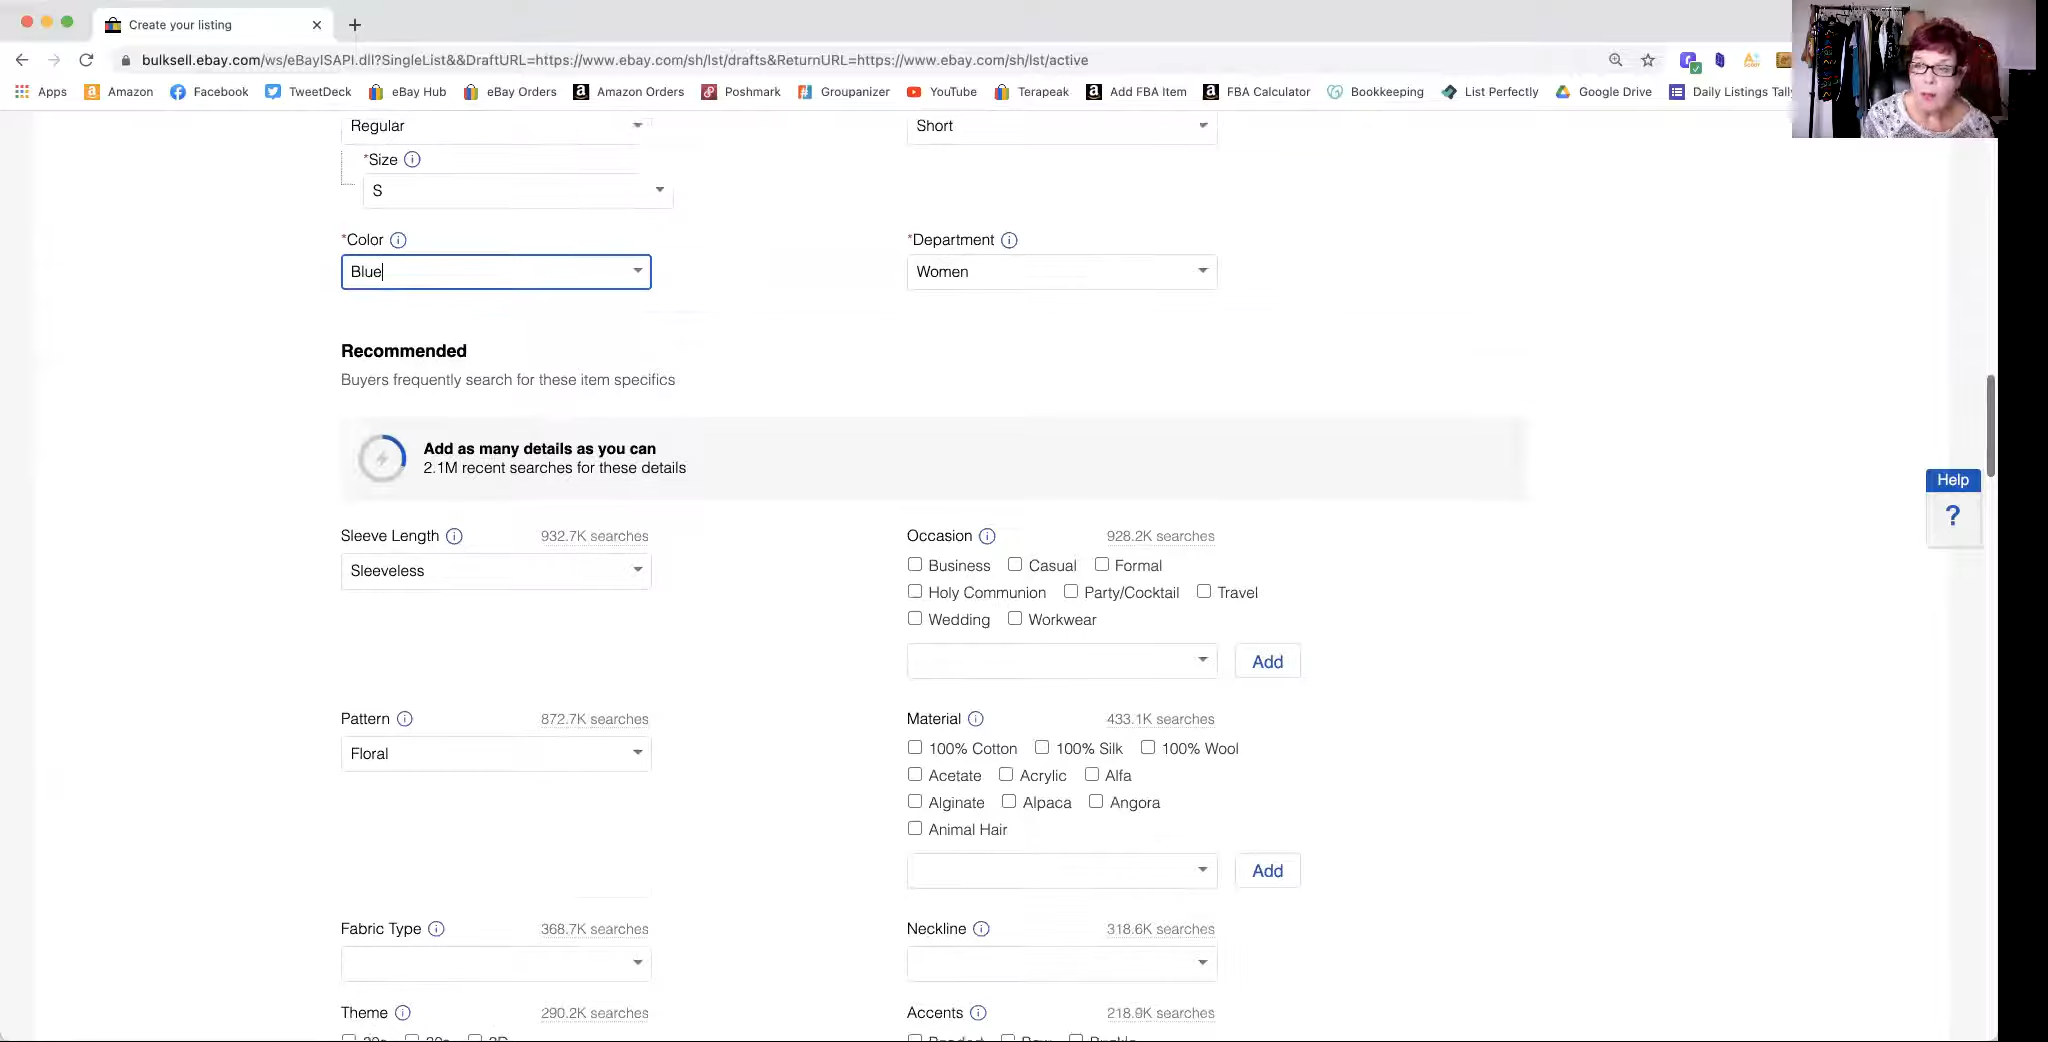 Create your listing
bulksell.ebay.com/ws/eBayISAPI.dll?SingleList&&DraftURL=https://www.ebay.com/sh/lst/drafts&ReturnURL=https://www.ebay.com/sh/lst/active
Apps Amazon Facebook TweetDeck eBay Hub eBay Orders Amazon Orders Poshmark Groupanizer YouTube Terapeak Add FBA Item FBA Calculator Bookkeeping List Perfectly Google Drive Daily Listings Tally
Regular Short
*Size
S
*Color *Department
Blue Women
Recommended
Buyers frequently search for these item specifics
Add as many details as you can
2.1M recent searches for these details
Help
?
Sleeve Length 932.7K searches Occasion 928.2K searches
Sleeveless
Business Casual Formal
Holy Communion Party/Cocktail Travel
Wedding Workwear
Add
Pattern 872.7K searches Material 433.1K searches
Floral
100% Cotton 100% Silk 100% Wool
Acetate Acrylic Alfa
Alginate Alpaca Angora
Animal Hair
Add
Fabric Type 368.7K searches Neckline 318.6K searches
Theme 290.2K searches Accents 218.9K searches